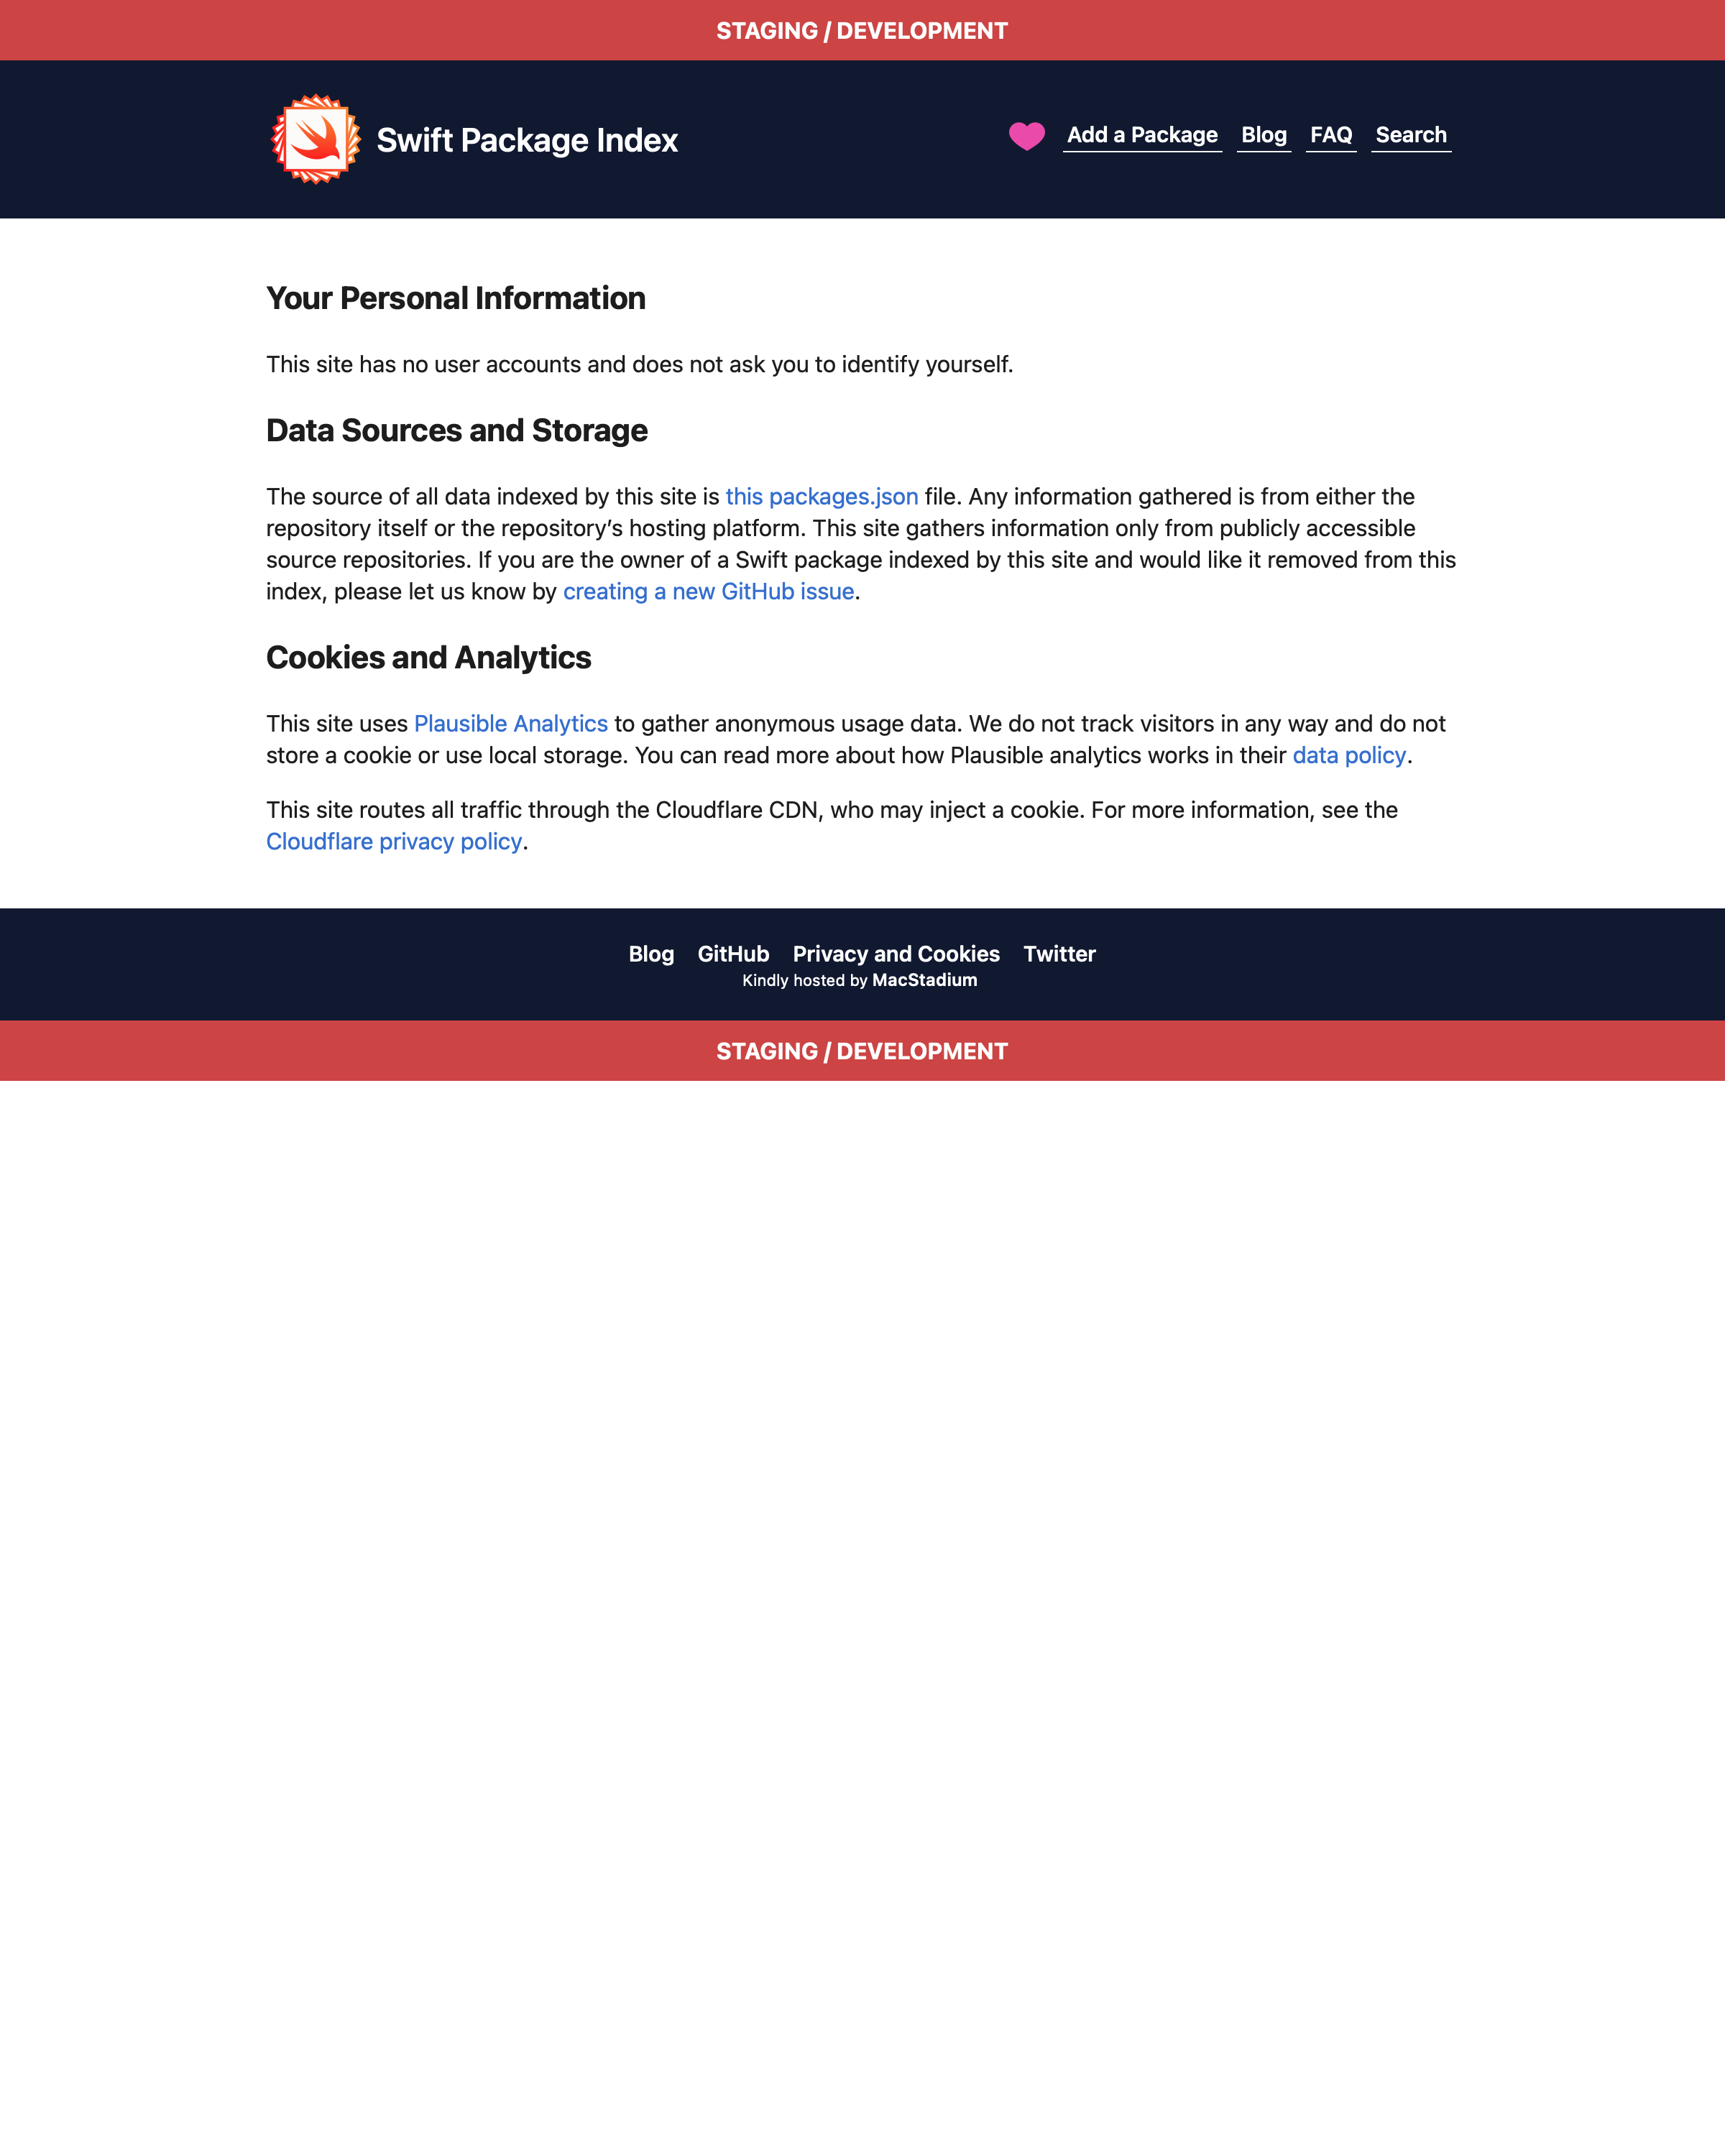 STAGING / DEVELOPMENT
Swift Package Index
Add a Package Blog FAQ Search
Your Personal Information
This site has no user accounts and does not ask you to identify yourself.
Data Sources and Storage
The source of all data indexed by this site is this packages.json file. Any information gathered is from either the
repository itself or the repository’s hosting platform. This site gathers information only from publicly accessible
source repositories. If you are the owner of a Swift package indexed by this site and would like it removed from this
index, please let us know by creating a new GitHub issue.
Cookies and Analytics
This site uses Plausible Analytics to gather anonymous usage data. We do not track visitors in any way and do not
store a cookie or use local storage. You can read more about how Plausible analytics works in their data policy.
This site routes all traffic through the Cloudflare CDN, who may inject a cookie. For more information, see the
Cloudflare privacy policy.
Blog GitHub Privacy and Cookies Twitter
Kindly hosted by MacStadium
STAGING / DEVELOPMENT